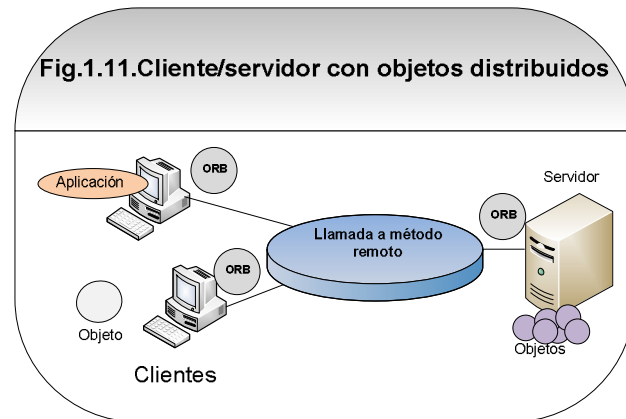 Fig.1.11.Cliente/servidor con objetos distribuidos
Aplicación
ORB
Servidor
ORB
Llamada a método
remoto
ORB
Objeto
Clientes
Objetos